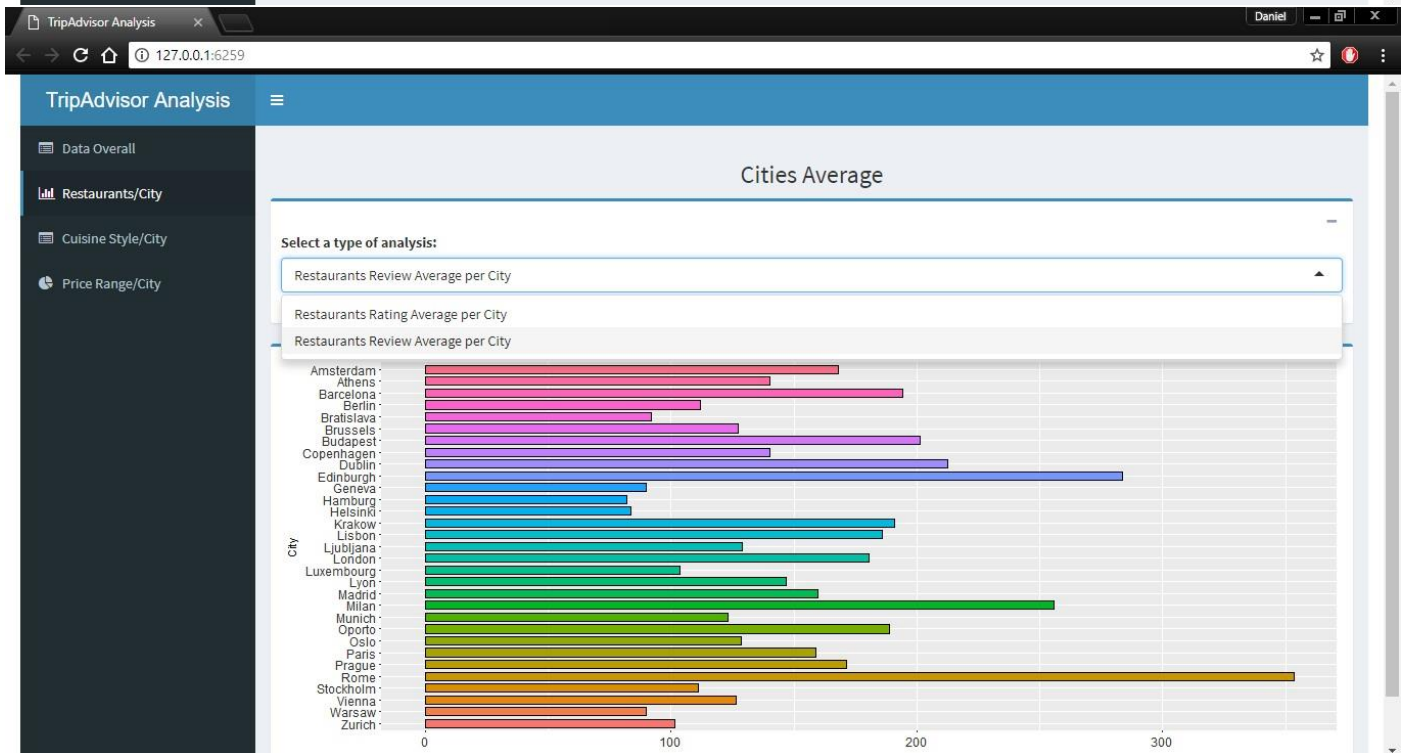 TripAdvisor Analysis
Daniel
127.0.0.1:6259
TripAdvisor Analysis
Data Overall
Restaurants/City
Cuisine Style/City
Price Range/City
Cities Average
Select a type of analysis:
Restaurants Review Average per City
Restaurants Rating Average per City
Restaurants Review Average per City
City
Amsterdam
Athens
Barcelona
Berlin
Bratislava
Brussels
Budapest
Copenhagen
Dublin
Edinburgh
Geneva
Hamburg
Helsinki
Krakow
Lisbon
Ljubljana
London
Luxembourg
Lyon
Madrid
Milan
Munich
Oporto
Oslo
Paris
Prague
Rome
Stockholm
Vienna
Warsaw
Zurich
0 100 200 300